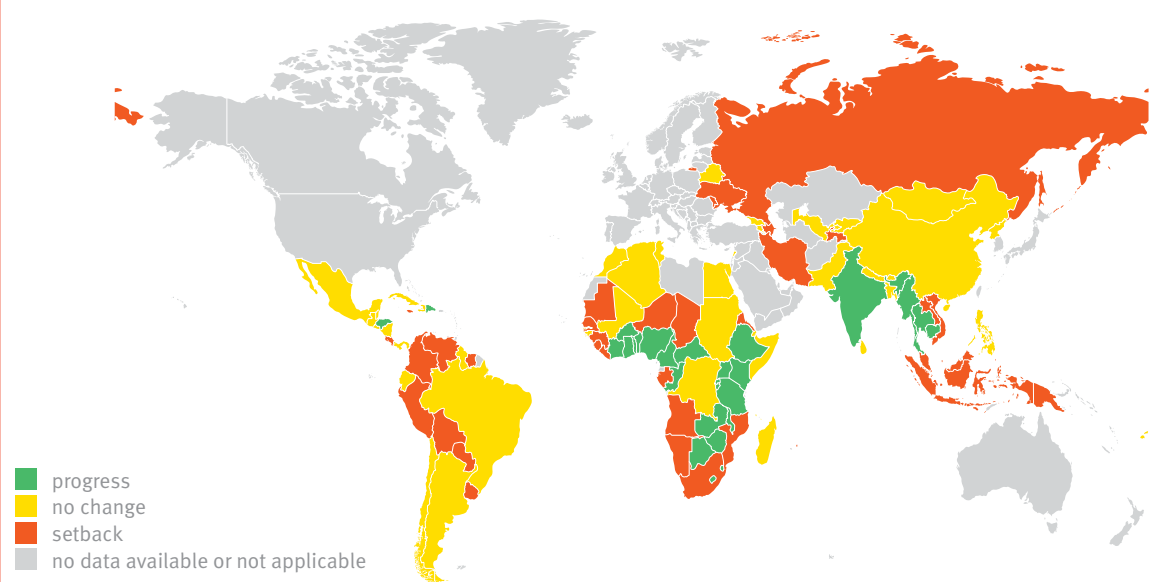 progress
no change
setback
no data available or not applicable